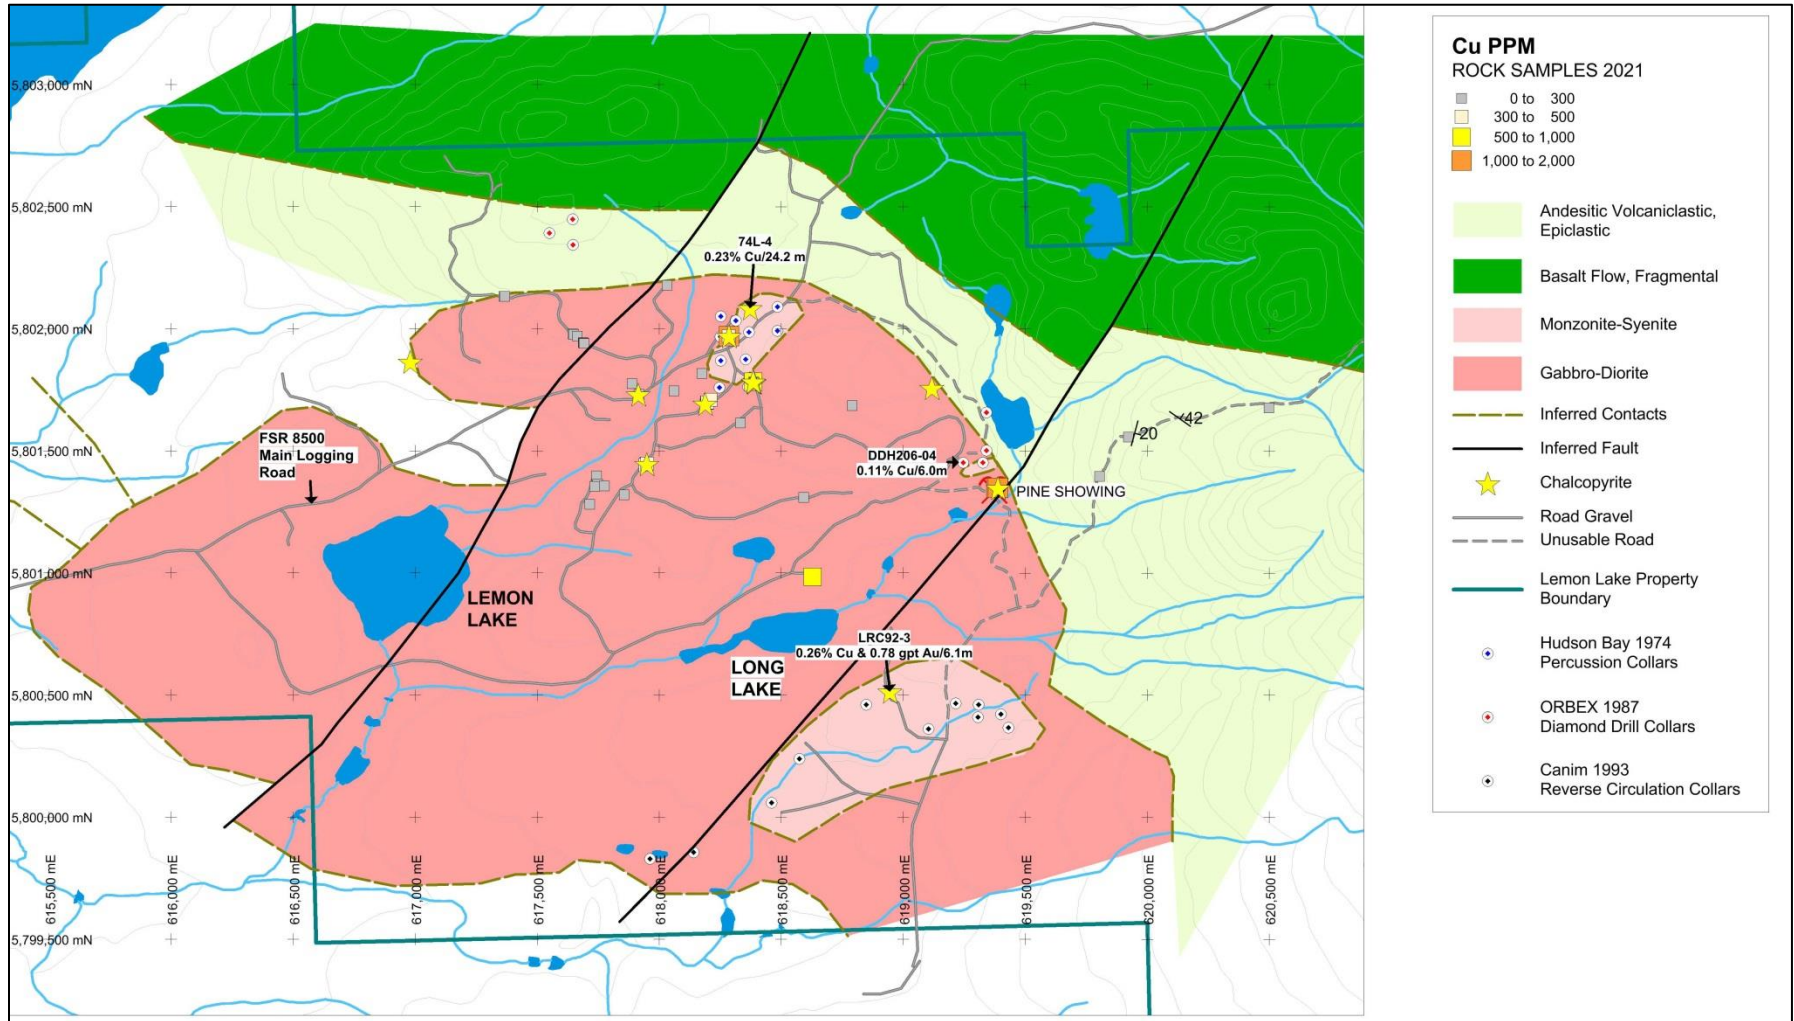 5,803,000 mN
5,802,500 mN
5,802,000 mN
5,801,500 mN
5,801,000 mN
5,800,500 mN
5,800,600 mN
5,799,500 mN
74L-4
0.23% Cu/24.2 m
FSR 8500
Main Logging
Road
DDH206-04
0.11% Cu/6.0m
PINE SHOWING
20
42
LEMON
LAKE
LONG
LAKE
LRC92-3
0.26% Cu & 0.78 gpt Au/6.1m
615,500 mE
616,000 mE
616,500 mE
617,000 mE
617,500 mE
618,000 mE
618,500 mE
619,000 mE
619,500 mE
620,000 mE
620,500 mE
Cu PPM
ROCK SAMPLES 2021
0 to 300
300 to 500
500 to 1,000
1,000 to 2,000
Andesitic Volcaniclastic,
Epiclastic
Basalt Flow, Fragmental
Monzonite-Syenite
Gabbro-Diorite
Inferred Contacts
Inferred Fault
Chalcopyrite
Road Gravel
Unusable Road
Lemon Lake Property
Boundary
Hudson Bay 1974
Percussion Collars
ORBEX 1987
Diamond Drill Collars
Canim 1993
Reverse Circulation Collars